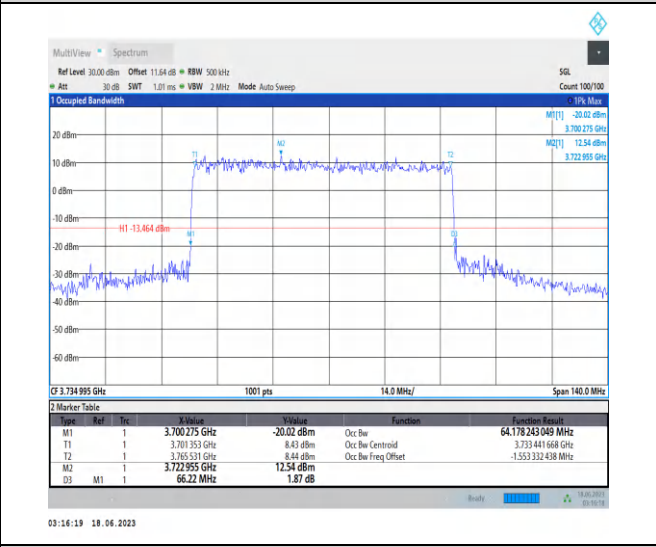 MultiView Spectrum
Ref Level 30.00 dBm Offset 11.64 dB RBW 500 kHz SGL
Att 30 dB SWT 1.01 ms VBW 2 MHz Mode Auto Sweep Count 100/100
1 Occupied Bandwidth 1Pk Max
M1[1] -20.02 dBm
3.700 275 GHz
M2[1] 12.54 dBm
3.722 955 GHz
20 dBm
M2
T1 T2
10 dBm
0 dBm
-10 dBm
H1 -13.464 dBm
M1 D3
-20 dBm
-30 dBm
-40 dBm
-50 dBm
-60 dBm
CF 3.734 995 GHz 1001 pts 14.0 MHz/ Span 140.0 MHz
2 Marker Table
Type Ref Trc X-Value Y-Value Function Function Result
M1 1 3.700 275 GHz -20.02 dBm Occ Bw 64.178 243 049 MHz
T1 1 3.701 353 GHz 8.43 dBm Occ Bw Centroid 3.733 441 668 GHz
T2 1 3.765 531 GHz 8.44 dBm Occ Bw Freq Offset -1.553 332 438 MHz
M2 1 3.722 955 GHz 12.54 dBm
D3 M1 1 66.22 MHz 1.87 dB
Ready 18.06.2023
03:16:18
03:16:19 18.06.2023